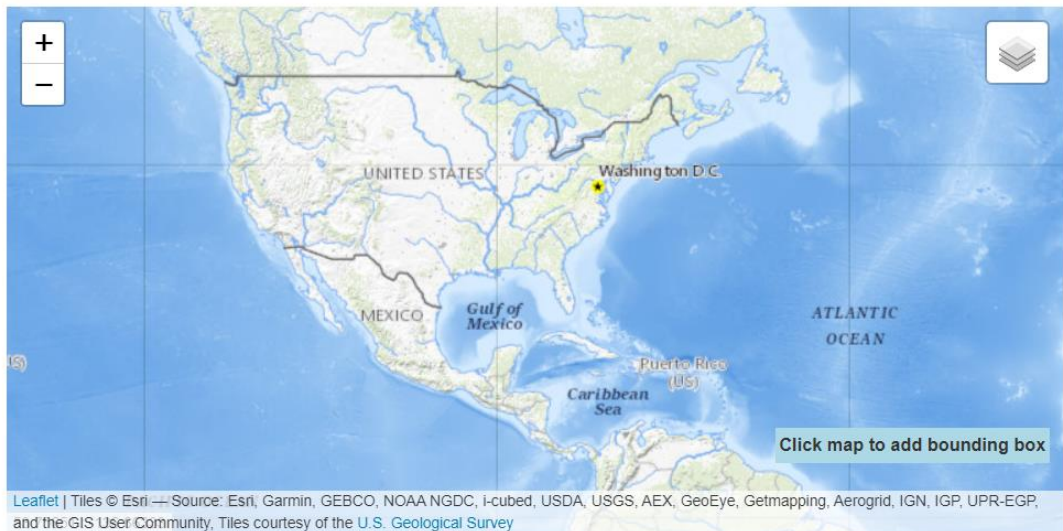 +
−
UNITED STATES
Washington D.C.
MEXICO
Gulf of
Mexico
ATLANTIC
OCEAN
US)
Puerto Rico
(US)
Caribbean
Sea
Click map to add bounding box
Leaflet | Tiles © Esri — Source: Esri, Garmin, GEBCO, NOAA NGDC, i-cubed, USDA, USGS, AEX, GeoEye, Getmapping, Aerogrid, IGN, IGP, UPR-EGP,
and the GIS User Community, Tiles courtesy of the U.S. Geological Survey